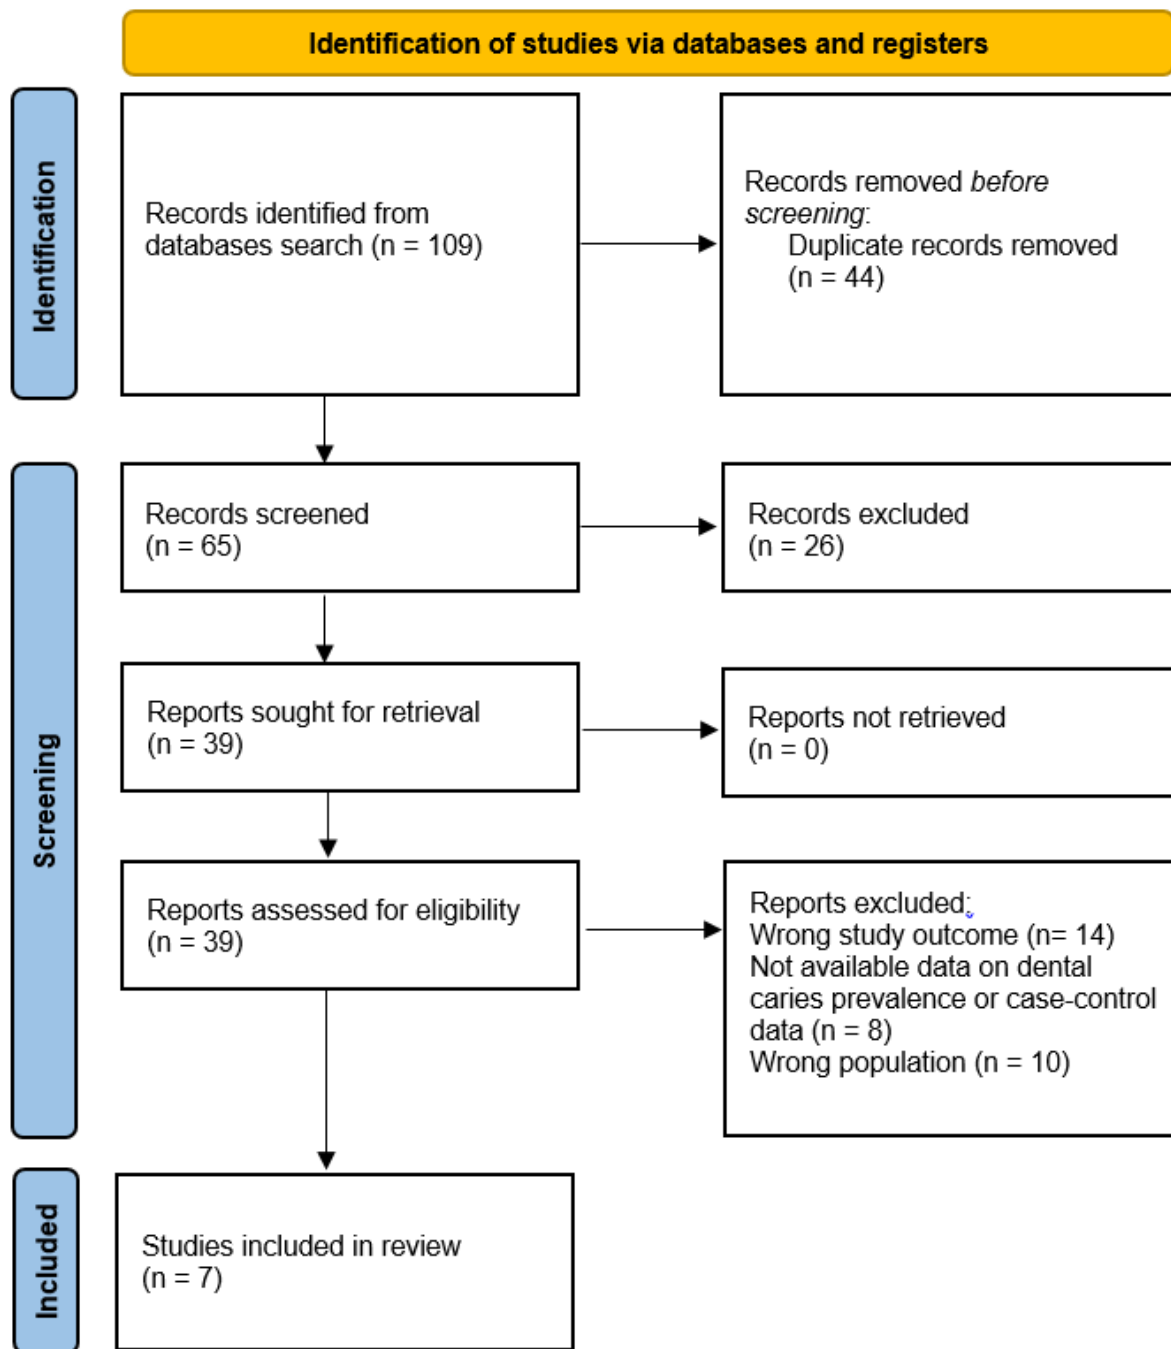 Identification of studies via databases and registers
Identification
Records identified from
databases search (n = 109)
Records removed before
screening:
Duplicate records removed
(n = 44)
Screening
Records screened
(n = 65)
Records excluded
(n = 26)
Reports sought for retrieval
(n = 39)
Reports not retrieved
(n = 0)
Reports assessed for eligibility
(n = 39)
Reports excluded:
Wrong study outcome (n= 14)
Not available data on dental
caries prevalence or case-control
data (n = 8)
Wrong population (n = 10)
Included
Studies included in review
(n = 7)